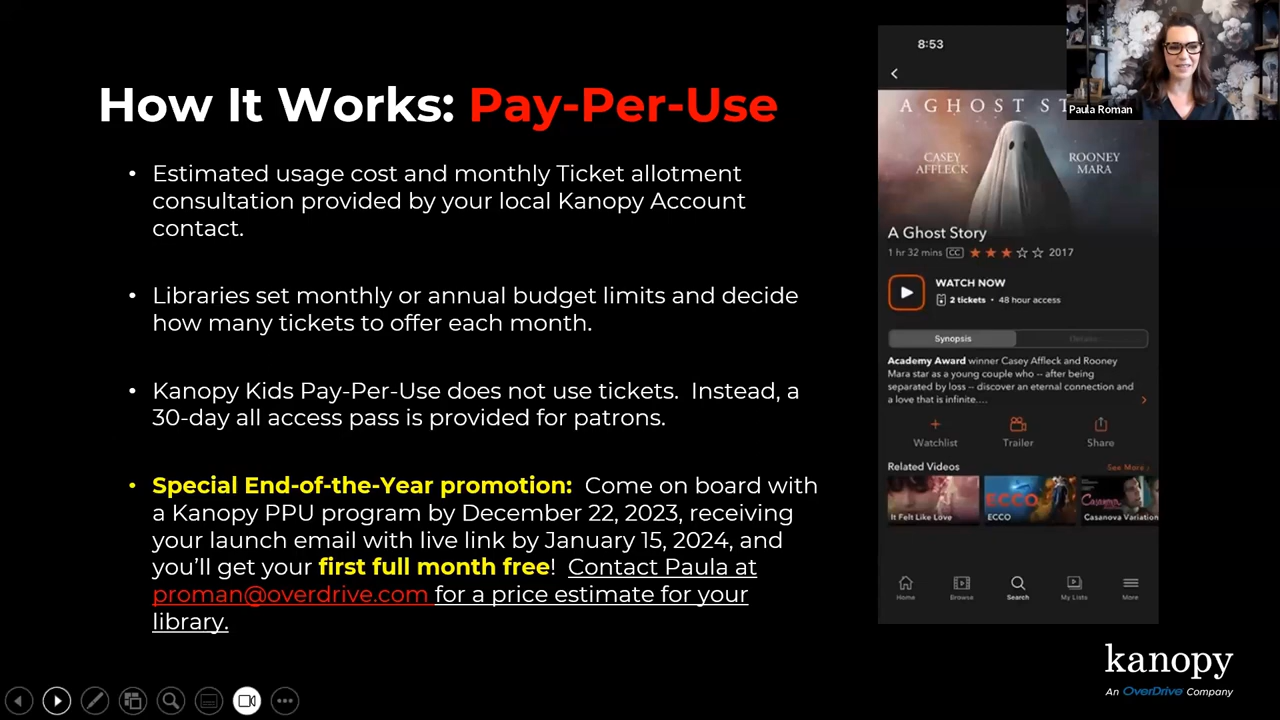 How It Works: Pay-Per-Use
• Estimated usage cost and monthly Ticket allotment
consultation provided by your local Kanopy Account
contact.
• Libraries set monthly or annual budget limits and decide
how many tickets to offer each month.
• Kanopy Kids Pay-Per-Use does not use tickets.  Instead, a
30-day all access pass is provided for patrons.
• Special End-of-the-Year promotion:  Come on board with
a Kanopy PPU program by December 22, 2023, receiving
your launch email with live link by January 15, 2024, and
you'll get your first full month free!  Contact Paula at
proman@overdrive.com for a price estimate for your
library.
8:53
A GHOST ST
CASEY
AFFLECK
ROONEY
MARA
A Ghost Story
1 hr 32 mins CC 2017
WATCH NOW
2 tickets • 48 hour access
Synopsis
Details
Academy Award winner Casey Affleck and Rooney
Mara star as a young couple who -- after being
separated by loss -- discover an eternal connection and
a love that is infinite....
Watchlist Trailer Share
Related Videos See More
It Felt Like Love
ECCO
ECCO
Casanova
Casanova Variation
Home Browse Search My Lists More
Paula Roman
kanopy
An OverDrive Company